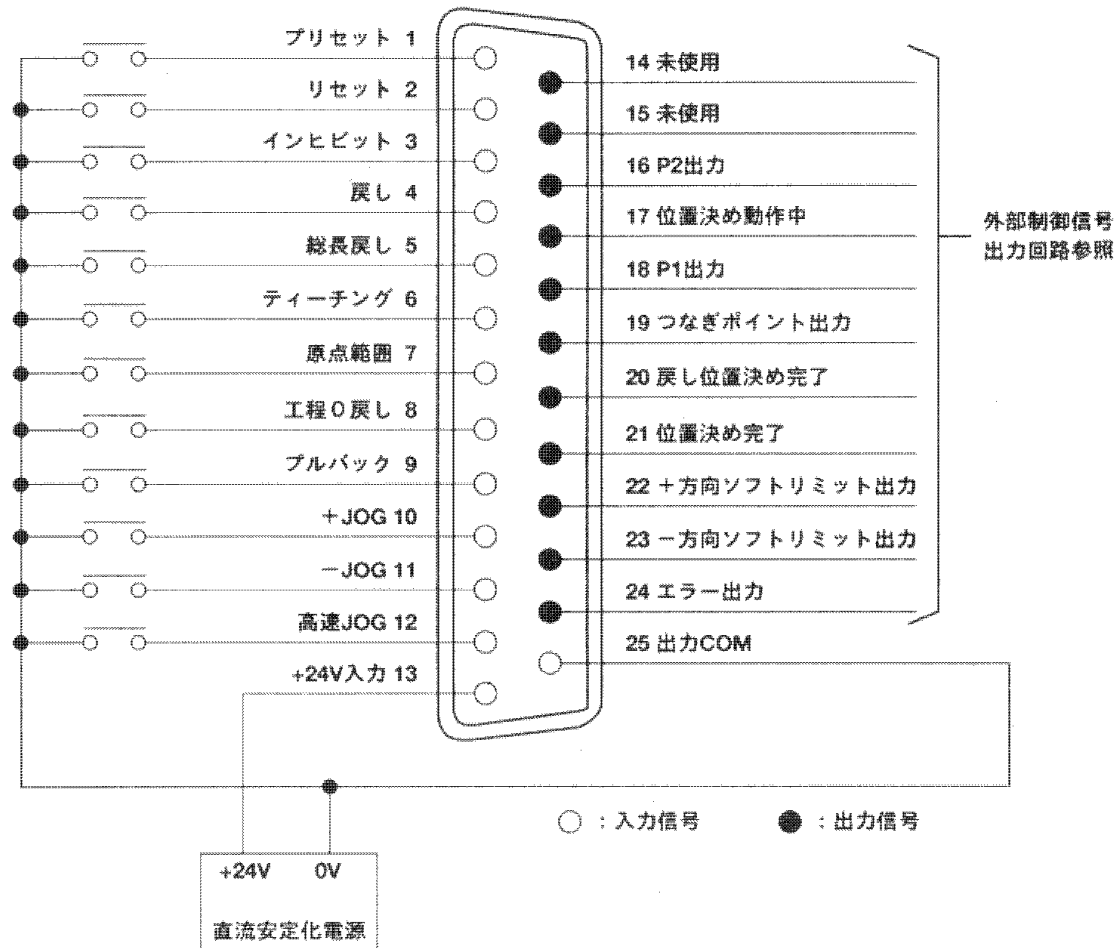 プリセット 1
リセット 2
インヒビット 3
戻し 4
総長戻し 5
ティーチング 6
原点範囲 7
工程0戻し 8
プルバック 9
+JOG 10
-JOG 11
高速JOG 12
+24V入力 13
14 未使用
15 未使用
16 P2出力
17 位置決め動作中
18 P1出力
19 つなぎポイント出力
20 戻し位置決め完了
21 位置決め完了
22 +方向ソフトリミット出力
23 -方向ソフトリミット出力
24 エラー出力
25 出力COM
外部制御信号
出力回路参照
○ : 入力信号
● : 出力信号
+24V 0V
直流安定化電源